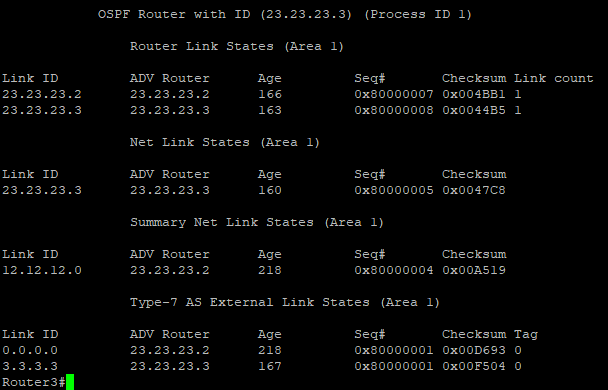 OSPF Router with ID (23.23.23.3) (Process ID 1)
Router Link States (Area 1)
Link ID ADV Router Age Seq# Checksum Link count
23.23.23.2 23.23.23.2 166 0x80000007 0x004BB1 1
23.23.23.3 23.23.23.3 163 0x80000008 0x0044B5 1
Net Link States (Area 1)
Link ID ADV Router Age Seq# Checksum
23.23.23.3 23.23.23.3 160 0x80000005 0x0047C8
Summary Net Link States (Area 1)
Link ID ADV Router Age Seq# Checksum
12.12.12.0 23.23.23.2 218 0x80000004 0x00A519
Type-7 AS External Link States (Area 1)
Link ID ADV Router Age Seq# Checksum Tag
0.0.0.0 23.23.23.2 218 0x80000001 0x00D693 0
3.3.3.3 23.23.23.3 167 0x80000001 0x00F504 0
Router3#